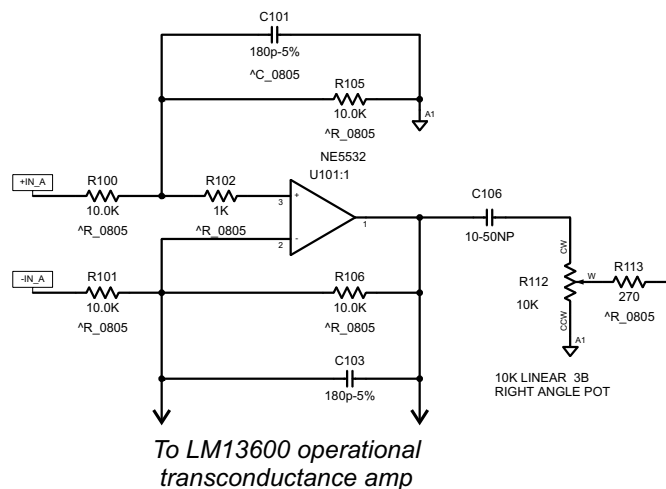 C101
180p-5%
^C_0805
R105
10.0K
^R_0805
A1
NE5532
U101:1
+IN_A
R100
10.0K
^R_0805
R102
1K
^R_0805
3
+
1
2
-
C106
10-50NP
-IN_A
R101
10.0K
^R_0805
R106
10.0K
^R_0805
C103
180p-5%
CW
R112
10K
W
CCW
A1
R113
270
^R_0805
10K LINEAR 3B
RIGHT ANGLE POT
To LM13600 operational
transconductance amp